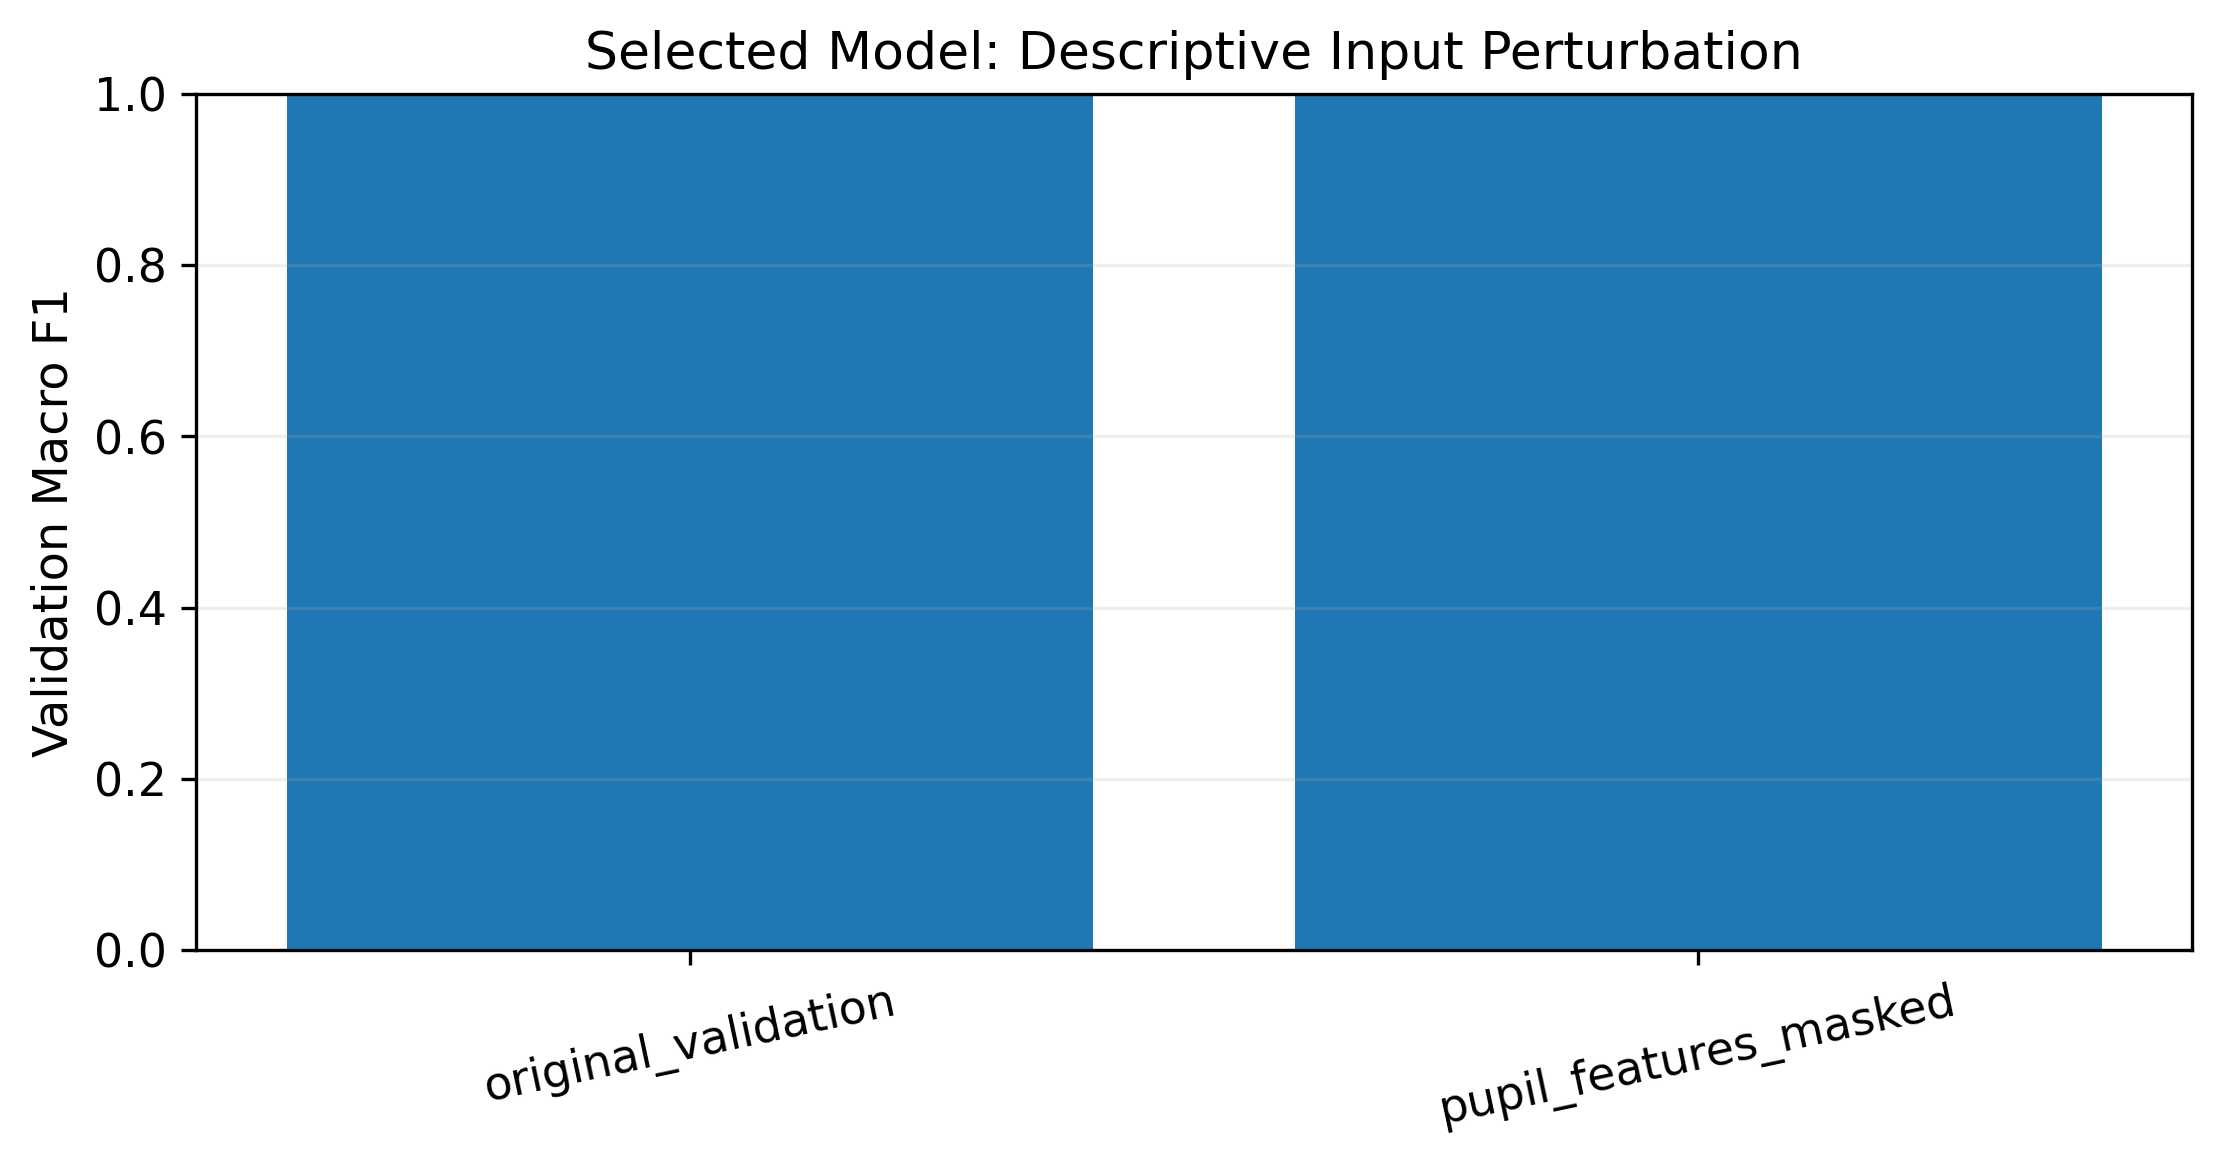 Selected Model: Descriptive Input Perturbation
Validation Macro F1
1.0
0.8
0.6
0.4
0.2
0.0
original_validation
pupil_features_masked